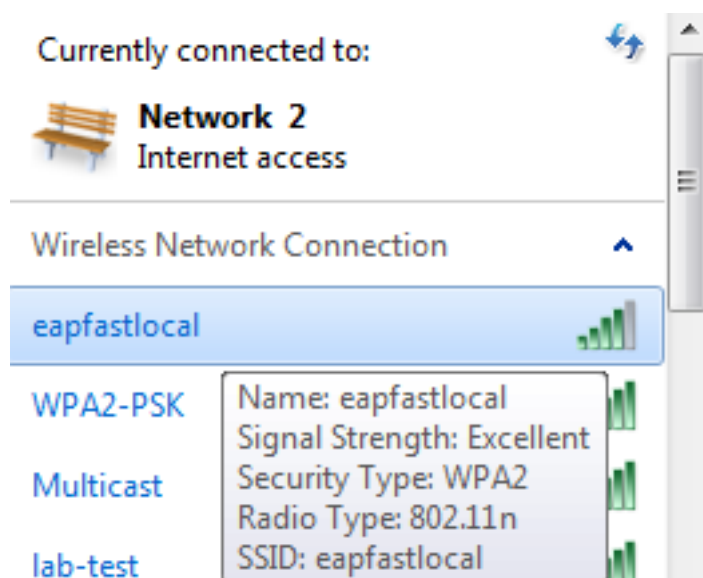 Currently connected to:
Network 2
Internet access
Wireless Network Connection
eapfastlocal
WPA2-PSK
Name: eapfastlocal
Signal Strength: Excellent
Security Type: WPA2
Radio Type: 802.11n
SSID: eapfastlocal
Multicast
lab-test